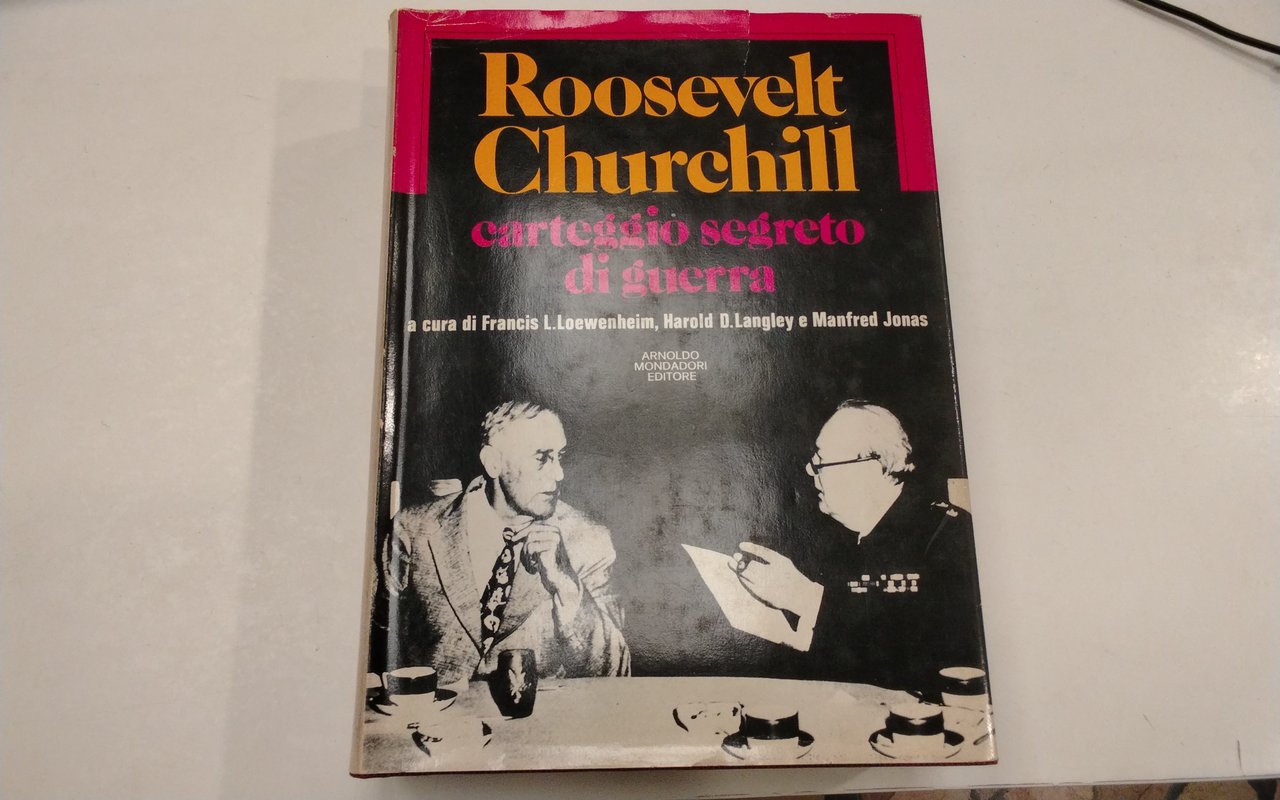 Roosevelt
Churchill
carteggio segreto
di guerra
a cura di Francis L.Loewenheim, Harold D.Langley e Manfred Jonas
ARNOLDO
MONDADORI
EDITORE